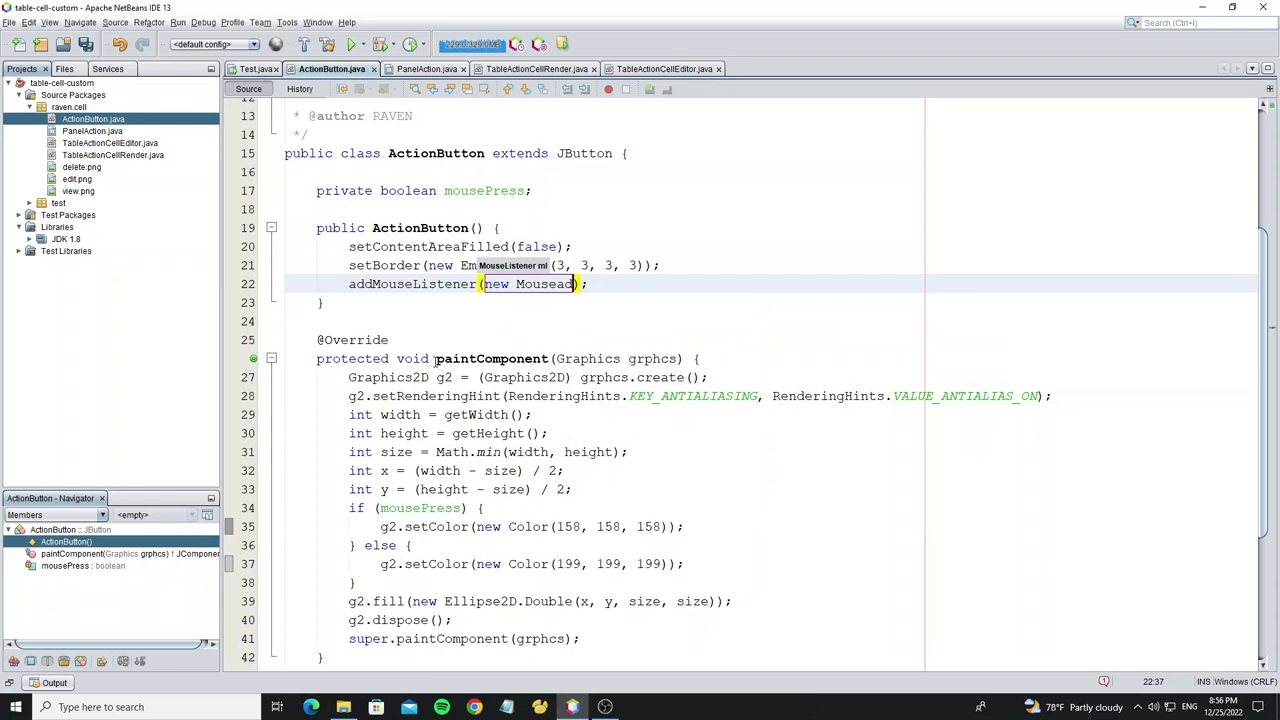 table-cell-custom - Apache NetBeans IDE 13
File Edit View Navigate Source Refactor Run Debug Profile Team Tools Window Help
Search (Ctrl+I)
<default config>
Projects Files Services
Test.java ActionButton.java PanelAction.java TableActionCellRender.java TableActionCellEditor.java
Source History
table-cell-custom
Source Packages
raven.cell
ActionButton.java
PanelAction.java
TableActionCellEditor.java
TableActionCellRender.java
delete.png
edit.png
view.png
test
Test Packages
Libraries
JDK 1.8
Test Libraries
12
13 * @author RAVEN
14 */
15 public class ActionButton extends JButton {
16
17 private boolean mousePress;
18
19 public ActionButton() {
20 setContentAreaFilled(false);
21 setBorder(new Em MouseListener ml (3, 3, 3, 3));
22 addMouseListener(new Mousead);
23 }
24
25 @Override
protected void paintComponent(Graphics grphcs) {
27 Graphics2D g2 = (Graphics2D) grphcs.create();
28 g2.setRenderingHint(RenderingHints.KEY_ANTIALIASING, RenderingHints.VALUE_ANTIALIAS_ON);
29 int width = getWidth();
30 int height = getHeight();
31 int size = Math.min(width, height);
32 int x = (width - size) / 2;
33 int y = (height - size) / 2;
34 if (mousePress) {
35 g2.setColor(new Color(158, 158, 158));
36 } else {
37 g2.setColor(new Color(199, 199, 199));
38 }
39 g2.fill(new Ellipse2D.Double(x, y, size, size));
40 g2.dispose();
41 super.paintComponent(grphcs);
42 }
ActionButton - Navigator
Members <empty>
ActionButton :: JButton
ActionButton()
paintComponent(Graphics grphcs) ↑ JComponent
mousePress : boolean
Output
1 22:37 INS Windows (CRLF)
Type here to search
78°F Partly cloudy
8:56 PM
12/25/2022